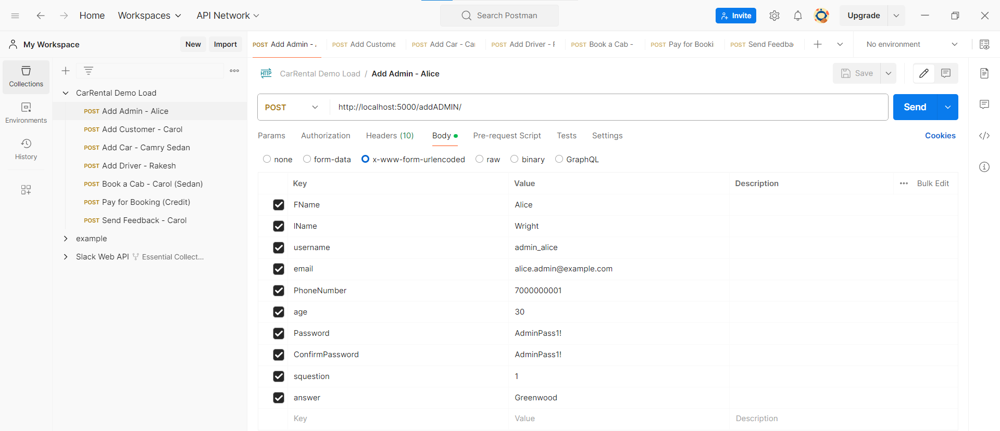 Home Workspaces API Network Search Postman Invite Upgrade
My Workspace New Import
POST Add Admin - POST Add Custome POST Add Car - Ca POST Add Driver - POST Book a Cab - POST Pay for Booki POST Send Feedba No environment
Collections
Environments
History
CarRental Demo Load
POST Add Admin - Alice
POST Add Customer - Carol
POST Add Car - Camry Sedan
POST Add Driver - Rakesh
POST Book a Cab - Carol (Sedan)
POST Pay for Booking (Credit)
POST Send Feedback - Carol
example
Slack Web API Essential Collect...
HTTP CarRental Demo Load / Add Admin - Alice Save
POST http://localhost:5000/addADMIN/ Send
Params Authorization Headers (10) Body Pre-request Script Tests Settings Cookies
none form-data x-www-form-urlencoded raw binary GraphQL
Key Value Description Bulk Edit
FName Alice
lName Wright
username admin_alice
email alice.admin@example.com
PhoneNumber 7000000001
age 30
Password AdminPass1!
ConfirmPassword AdminPass1!
squestion 1
answer Greenwood
Key Value Description